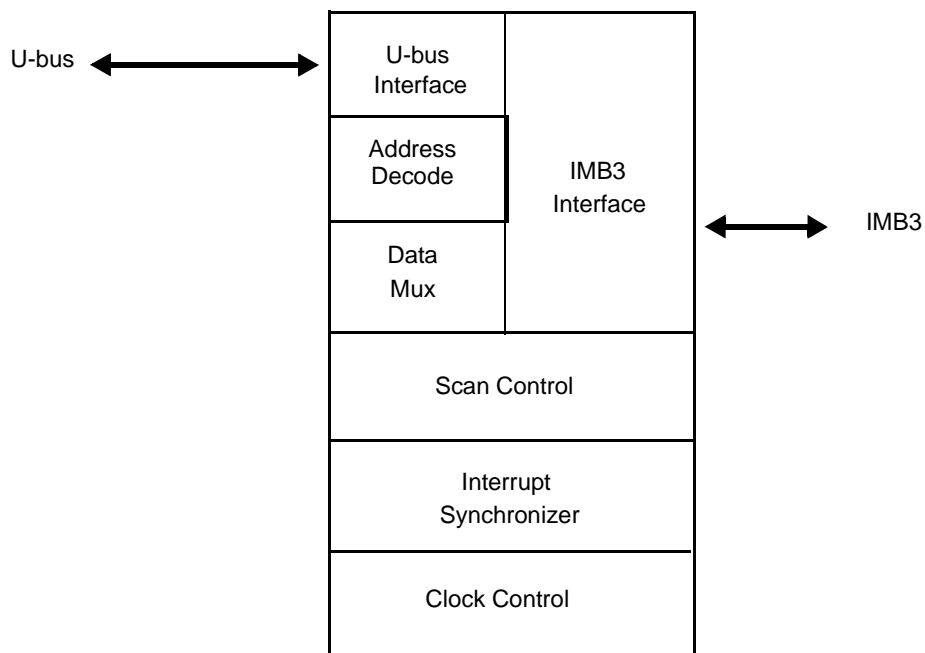 U-bus
U-bus
Interface
Address
Decode
Data
Mux
IMB3
Interface
IMB3
Scan Control
Interrupt
Synchronizer
Clock Control